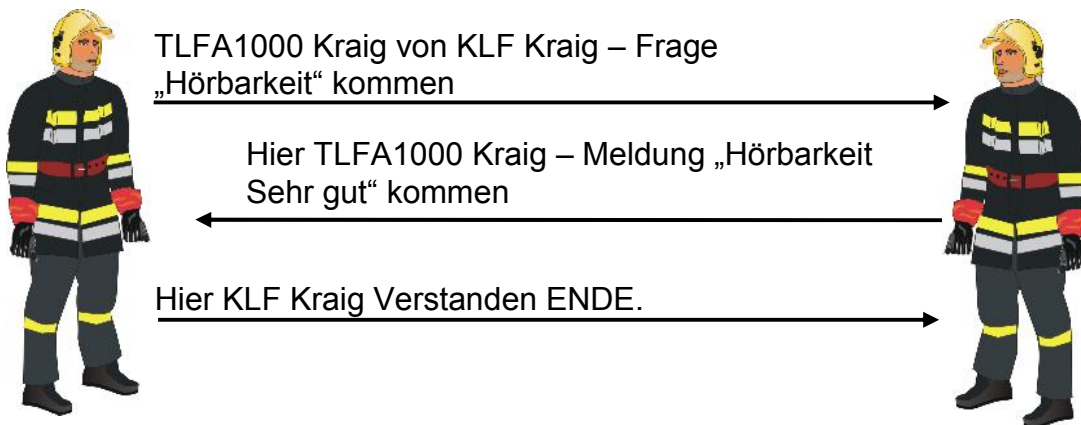 TLFA1000 Kraig von KLF Kraig – Frage
„Hörbarkeit“ kommen
Hier TLFA1000 Kraig – Meldung „Hörbarkeit
Sehr gut“ kommen
Hier KLF Kraig Verstanden ENDE.